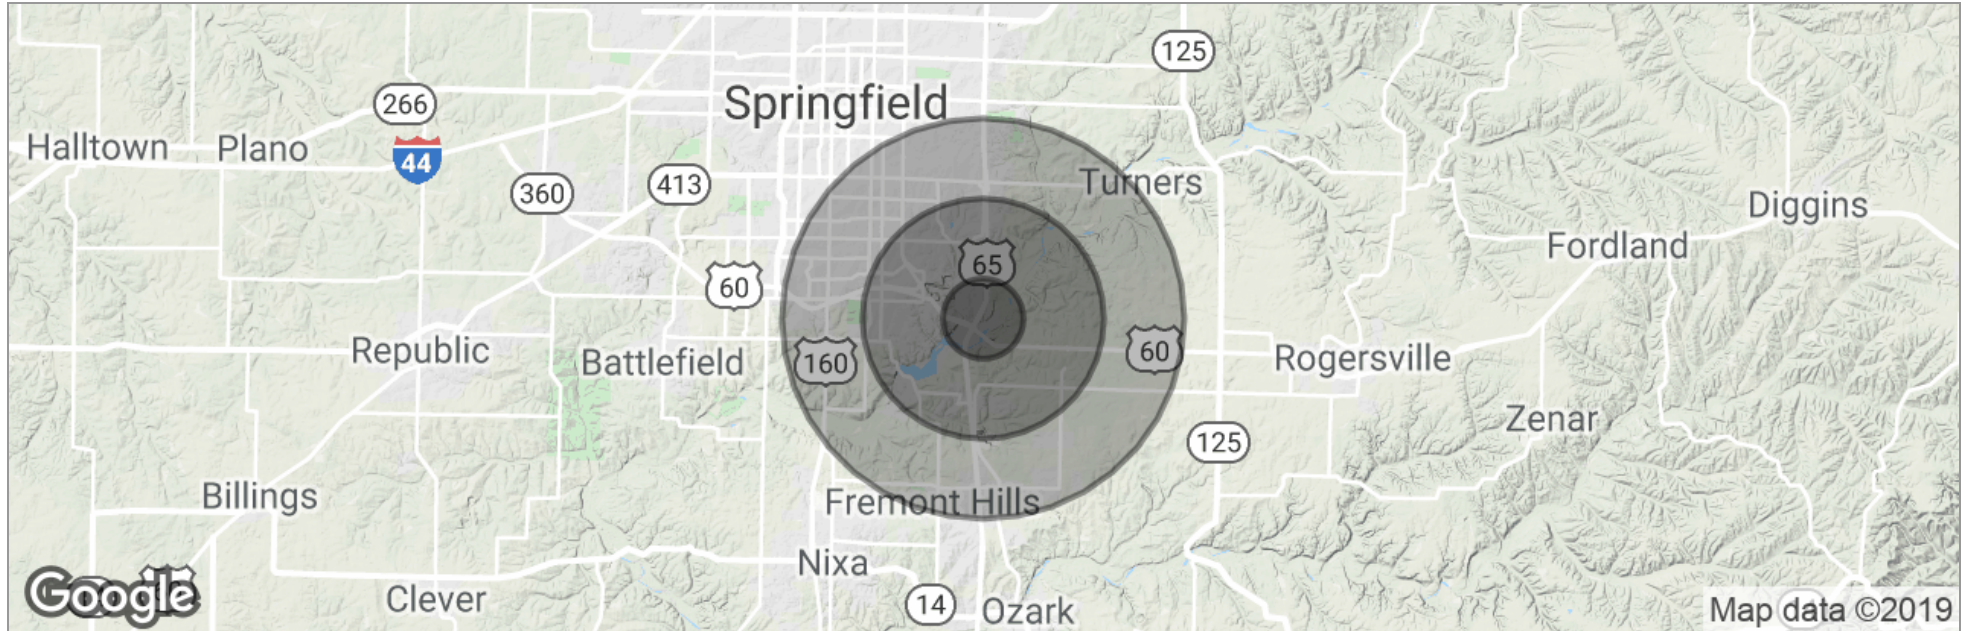 125
Springfield
266
Halltown
Plano
44
360
413
Turners
Diggins
Fordland
65
60
Republic
Battlefield
160
60
Rogersville
Zenar
125
Billings
Fremont Hills
Nixa
Clever
14
Ozark
Google
Map data ©2019